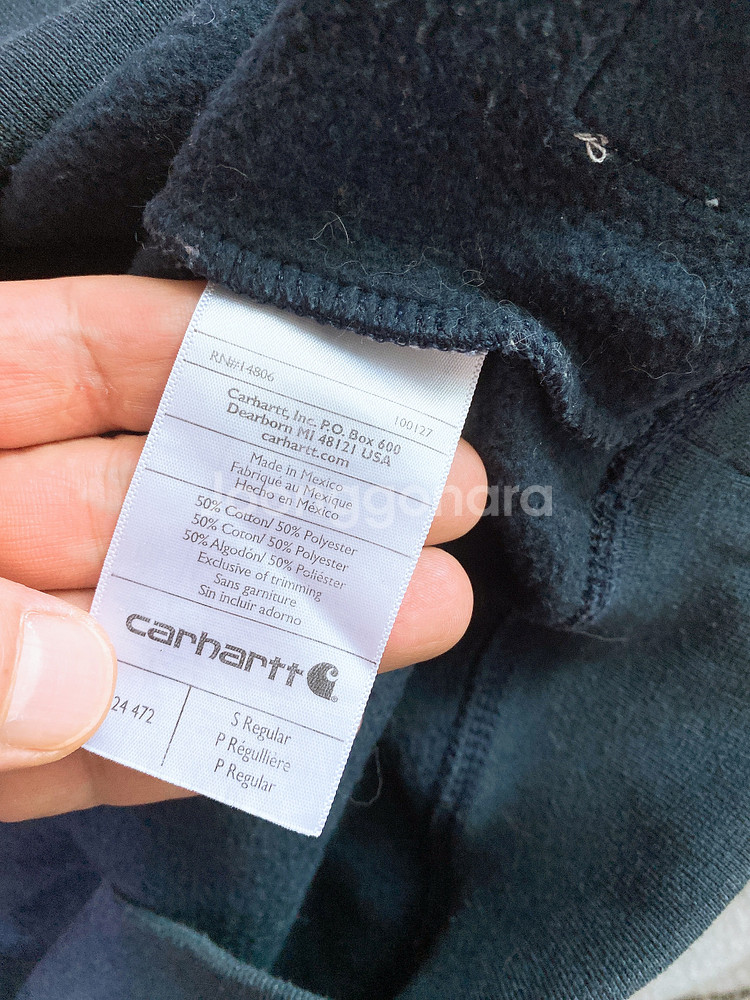 RN#14806
100127
Carhartt, Inc. P.O. Box 600
Dearborn MI 48121 USA
carhartt.com
Made in Mexico
Fabriqué au Mexique
Hecho en México
50% Cotton/ 50% Polyester
50% Coton/ 50% Polyester
50% Algodón/ 50% Poliéster
Exclusive of trimming
Sans garniture
Sin incluir adorno
carhartt
24 472
S Regular
P Régullière
P Regular